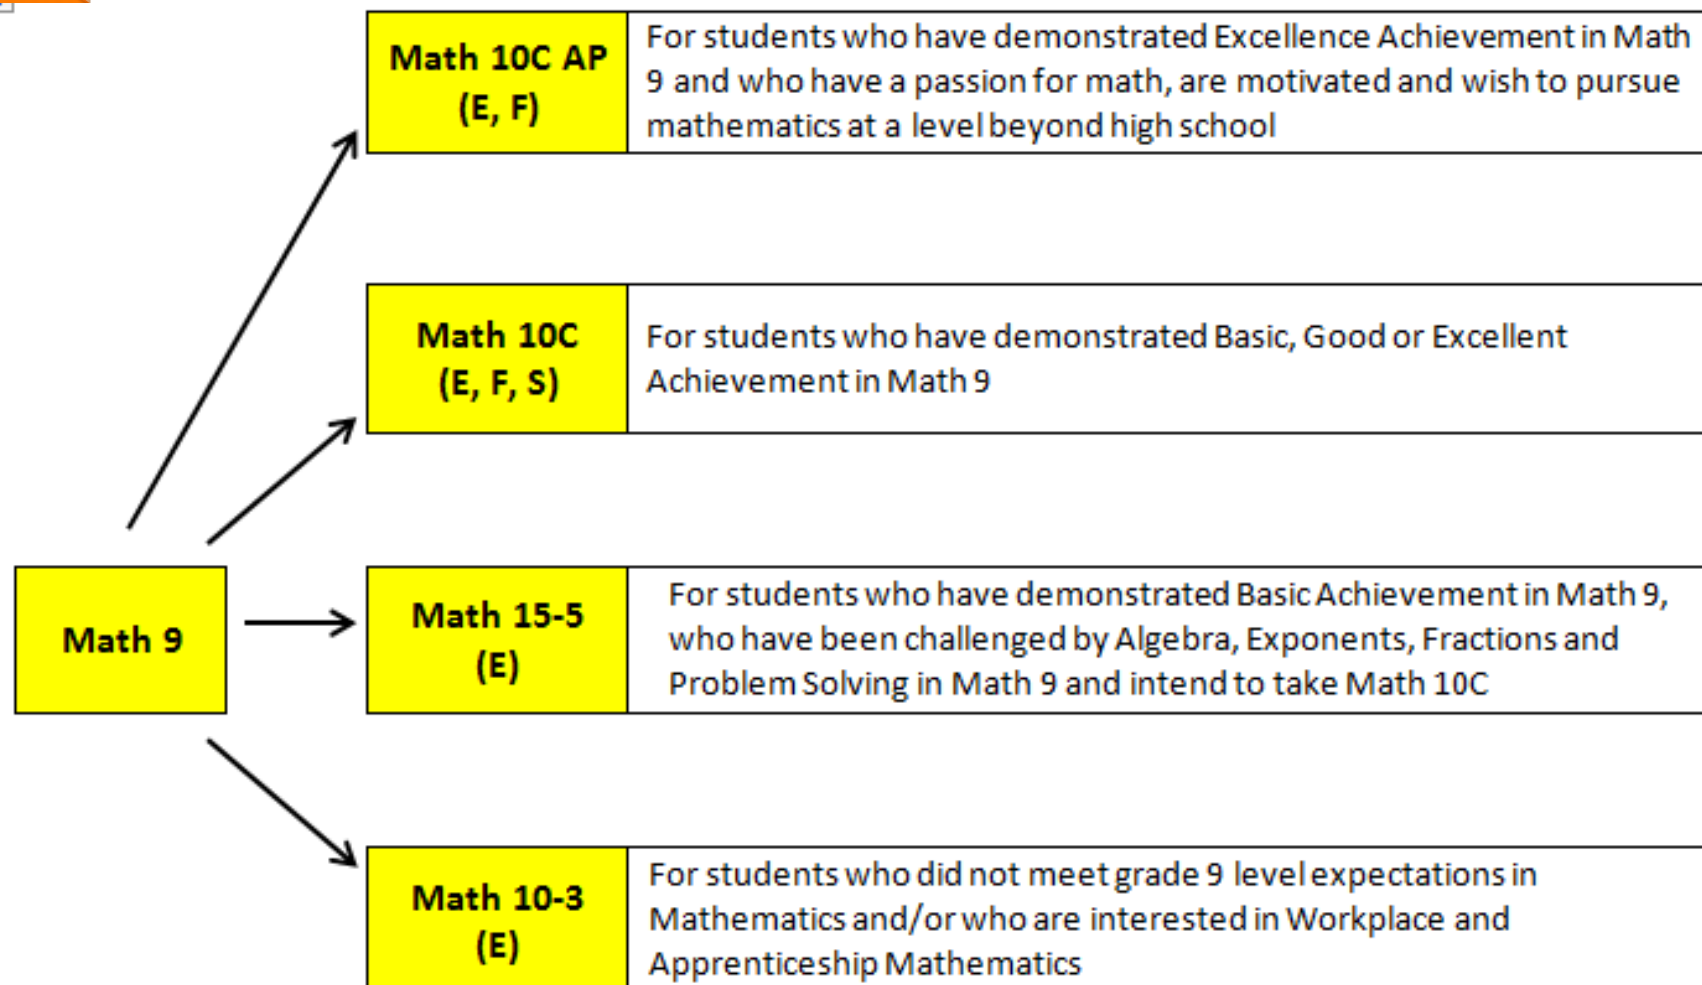 Math 10C AP
(E, F)
For students who have demonstrated Excellence Achievement in Math
9 and who have a passion for math, are motivated and wish to pursue
mathematics at a level beyond high school
Math 10C
(E, F, S)
For students who have demonstrated Basic, Good or Excellent
Achievement in Math 9
Math 9
Math 15-5
(E)
For students who have demonstrated Basic Achievement in Math 9,
who have been challenged by Algebra, Exponents, Fractions and
Problem Solving in Math 9 and intend to take Math 10C
Math 10-3
(E)
For students who did not meet grade 9 level expectations in
Mathematics and/or who are interested in Workplace and
Apprenticeship Mathematics